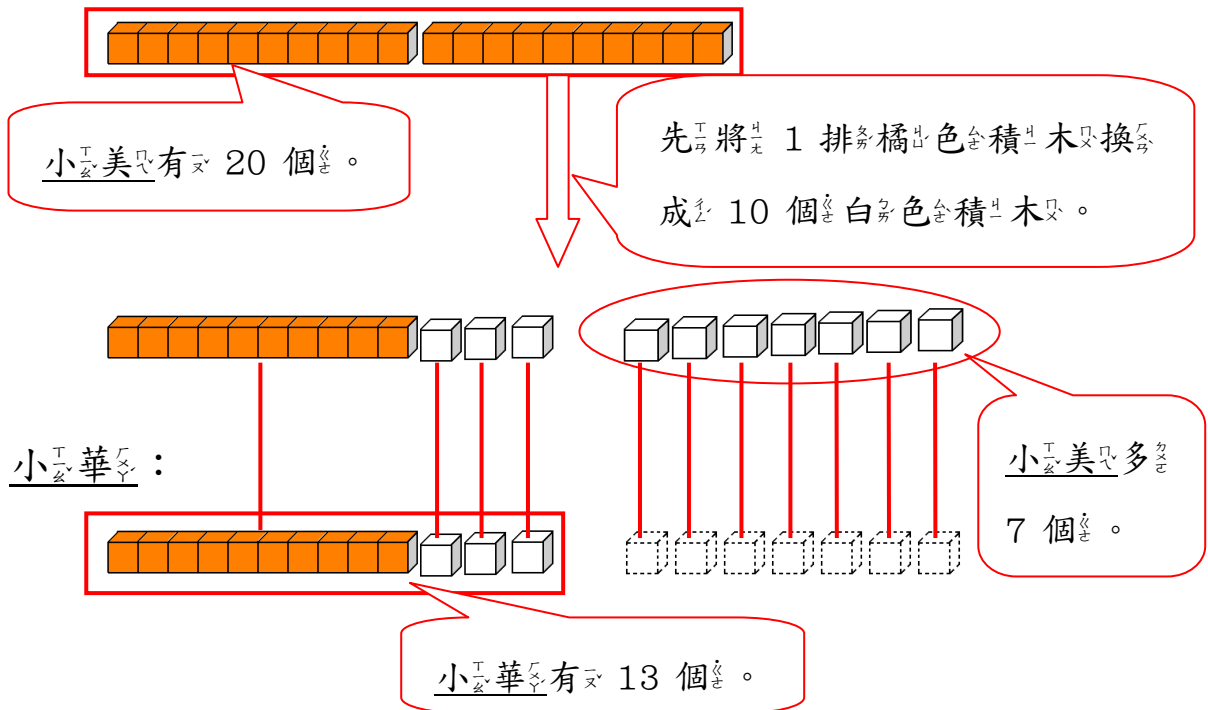 小美有 20 個。
先將 1 排橘色積木換
成 10 個白色積木。
小華：
小美多
7 個。
小華有 13 個。